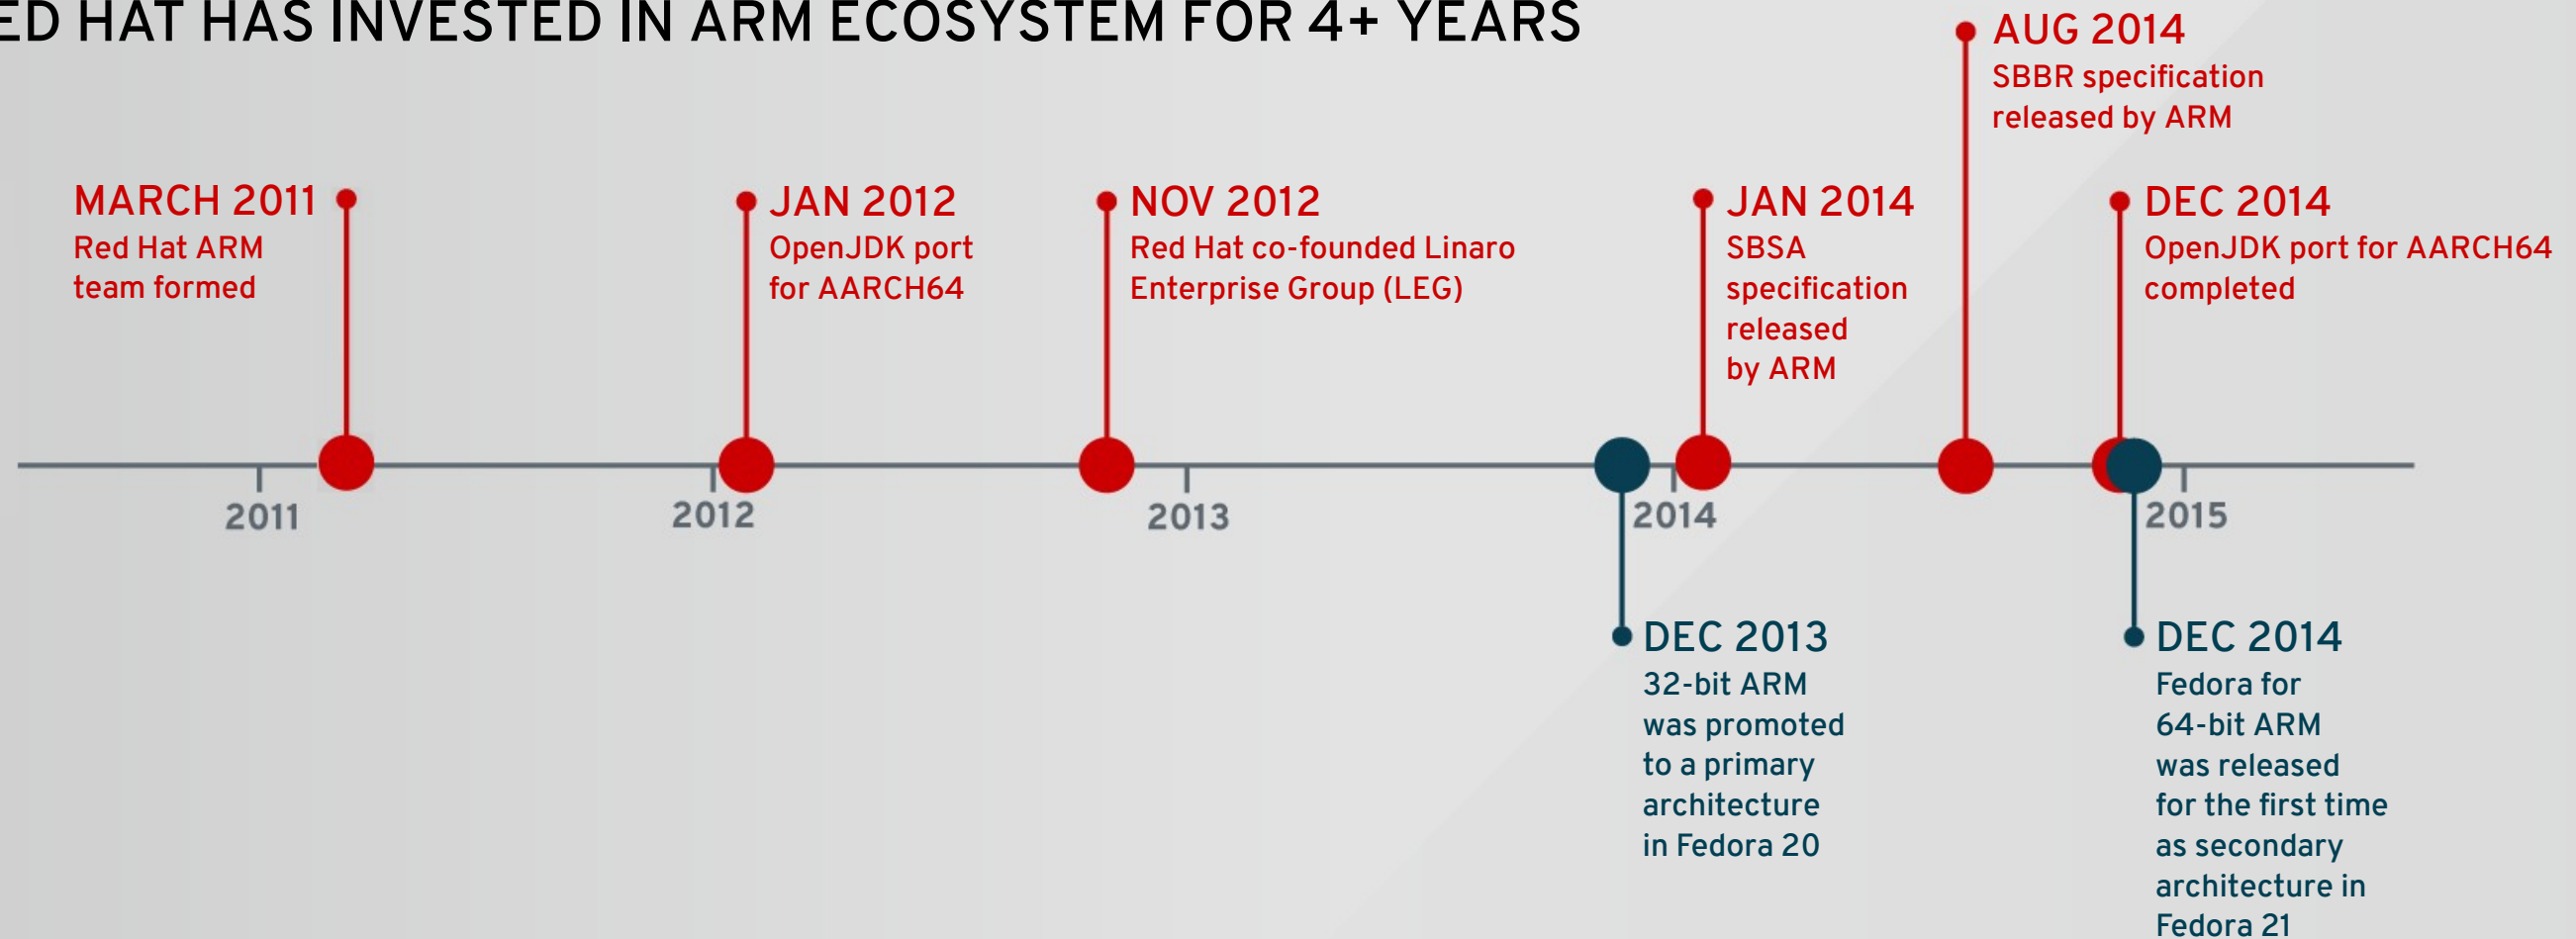 ED HAT HAS INVESTED IN ARM ECOSYSTEM FOR 4+ YEARS
MARCH 2011
Red Hat ARM
team formed
JAN 2012
OpenJDK port
for AARCH64
NOV 2012
Red Hat co-founded Linaro
Enterprise Group (LEG)
JAN 2014
SBSA
specification
released
by ARM
AUG 2014
SBBR specification
released by ARM
DEC 2014
OpenJDK port for AARCH64
completed
2011
2012
2013
2014
2015
DEC 2013
32-bit ARM
was promoted
to a primary
architecture
in Fedora 20
DEC 2014
Fedora for
64-bit ARM
was released
for the first time
as secondary
architecture in
Fedora 21